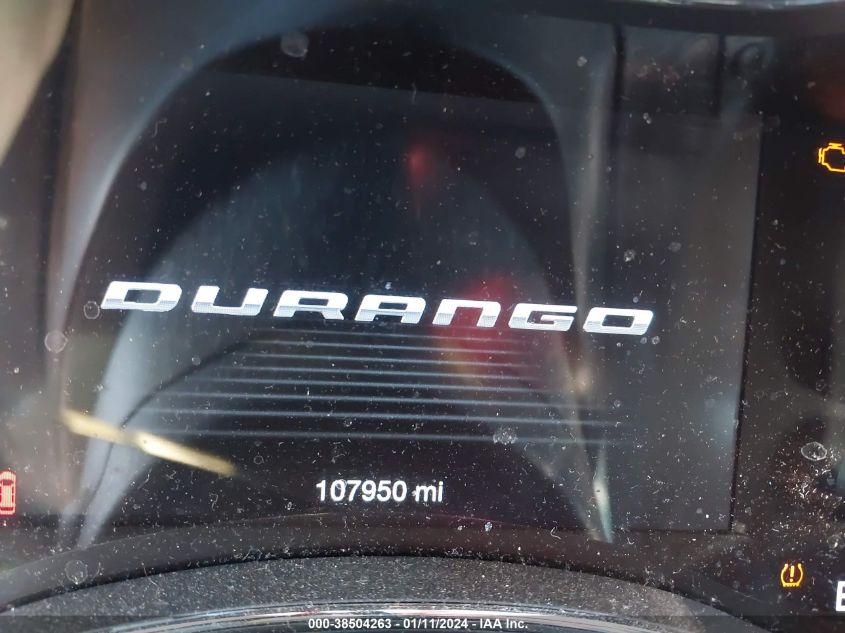 DURANGO
107950 mi
000-38504263 - 01/11/2024 - IAA Inc.